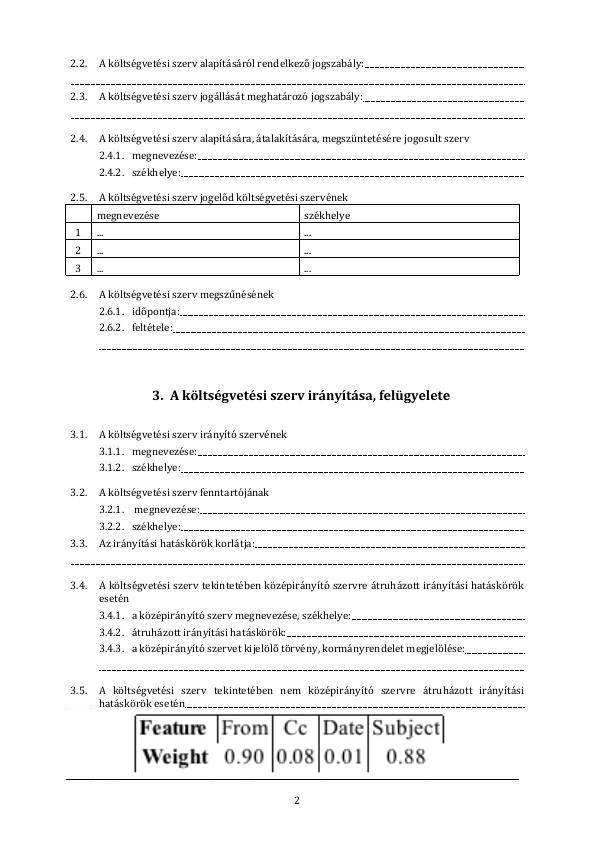 2.2. A költségvetési szerv alapításáról rendelkező jogszabály:
2.3. A költségvetési szerv jogállását meghatározó jogszabály:
2.4. A költségvetési szerv alapítására, átalakítására, megszüntetésére jogosult szerv
2.4.1. megnevezése:
2.4.2. székhelye:
2.5. A költségvetési szerv jogelőd költségvetési szervének
megnevezése székhelye
1 ... ...
2 ... ...
3 ... ...
2.6. A költségvetési szerv megszűnésének
2.6.1. időpontja:
2.6.2. feltétele:
3. A költségvetési szerv irányítása, felügyelete
3.1. A költségvetési szerv irányító szervének
3.1.1. megnevezése:
3.1.2. székhelye:
3.2. A költségvetési szerv fenntartójának
3.2.1. megnevezése:
3.2.2. székhelye:
3.3. Az irányítási hatáskörök korlátja:
3.4. A költségvetési szerv tekintetében középirányító szervre átruházott irányítási hatáskörök
esetén
3.4.1. a középirányító szerv megnevezése, székhelye:
3.4.2. átruházott irányítási hatáskörök:
3.4.3. a középirányító szervet kijelölő törvény, kormányrendelet megjelölése:
3.5. A költségvetési szerv tekintetében nem középirányító szervre átruházott irányítási
hatáskörök esetén
Feature From Cc Date Subject
Weight 0.90 0.08 0.01 0.88
2